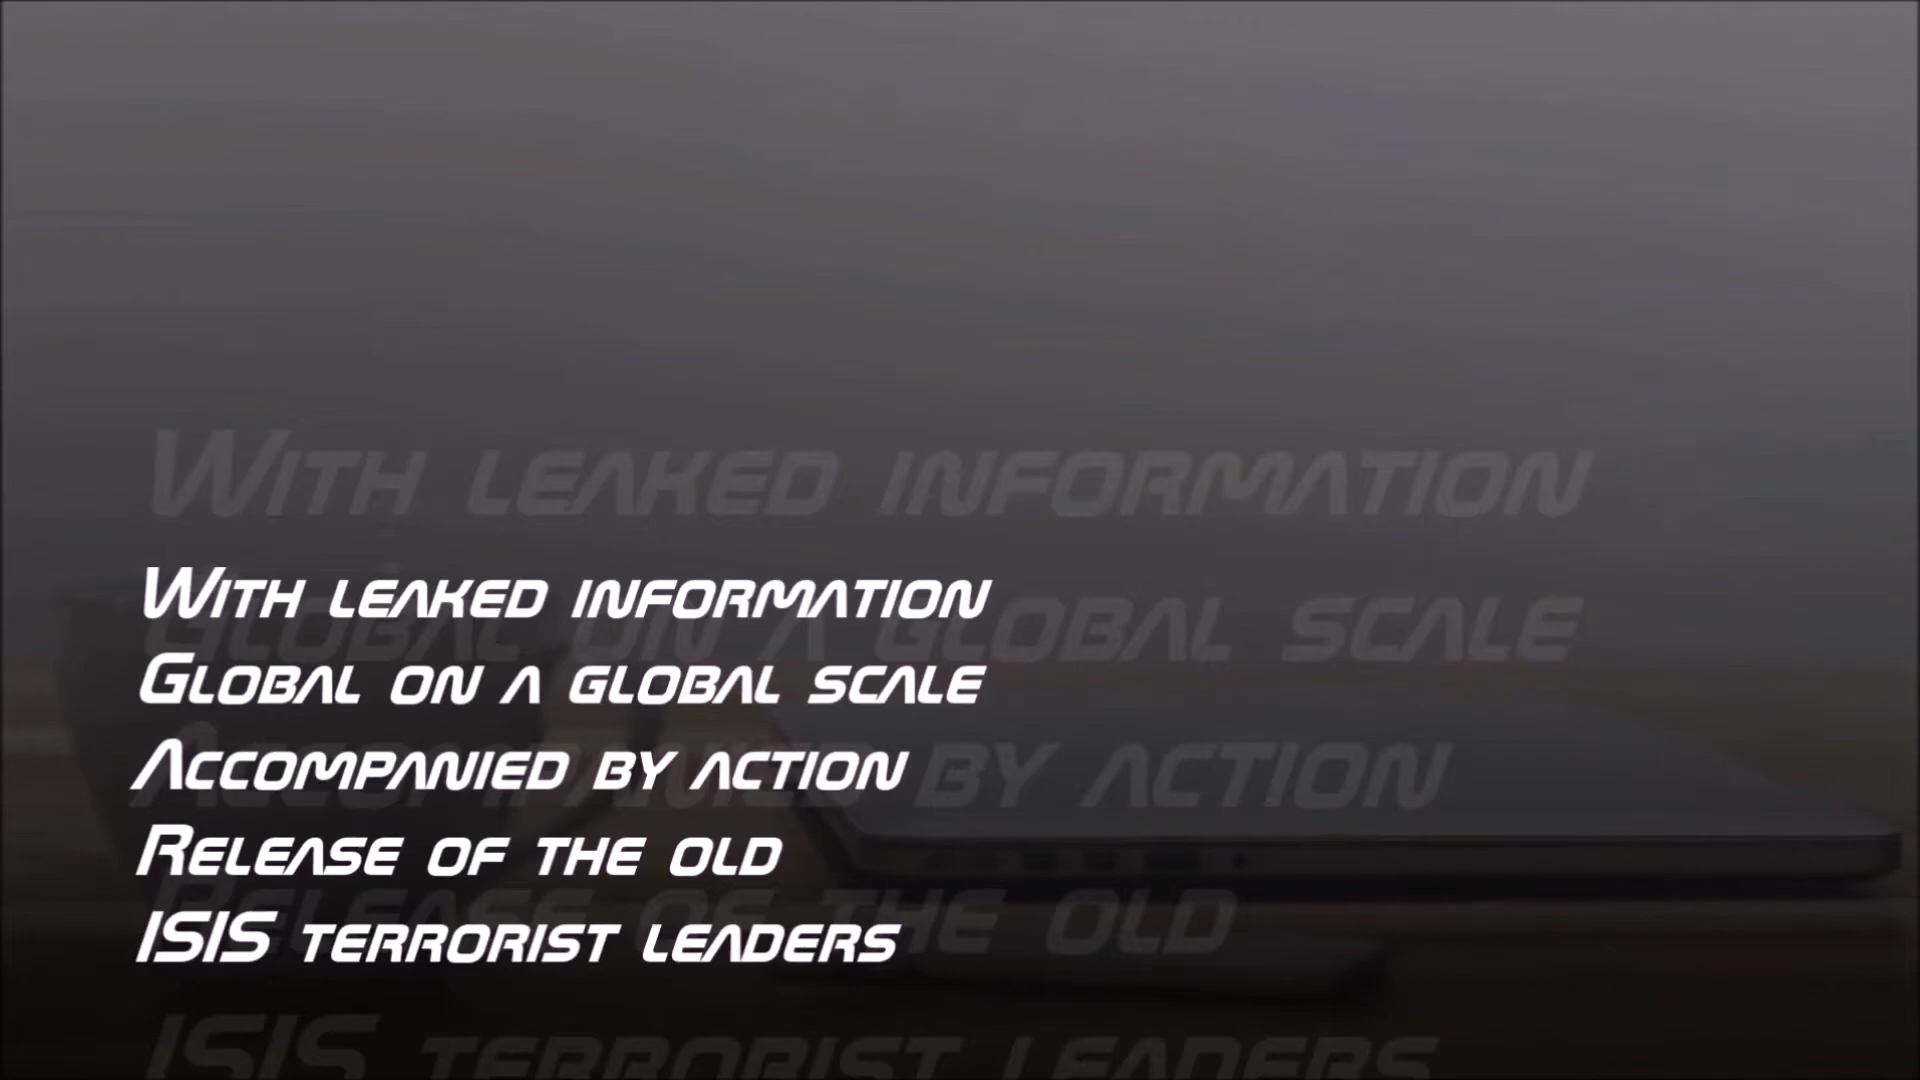 With leaked information
Global on a global scale
Accompanied by action
Release of the old
ISIS terrorist leaders